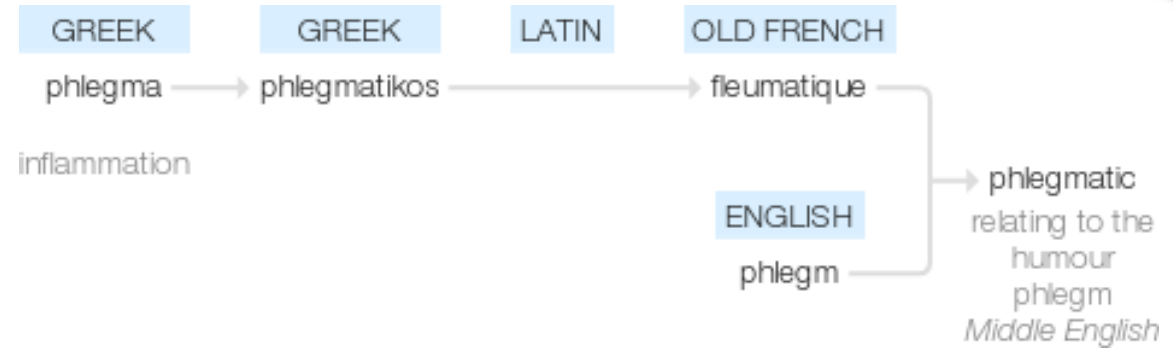 GREEK GREEK LATIN OLD FRENCH
phlegma phlegmatikos fleumatique
inflammation
phlegmatic
ENGLISH
relating to the
humour
phlegm
phlegm
Middle English